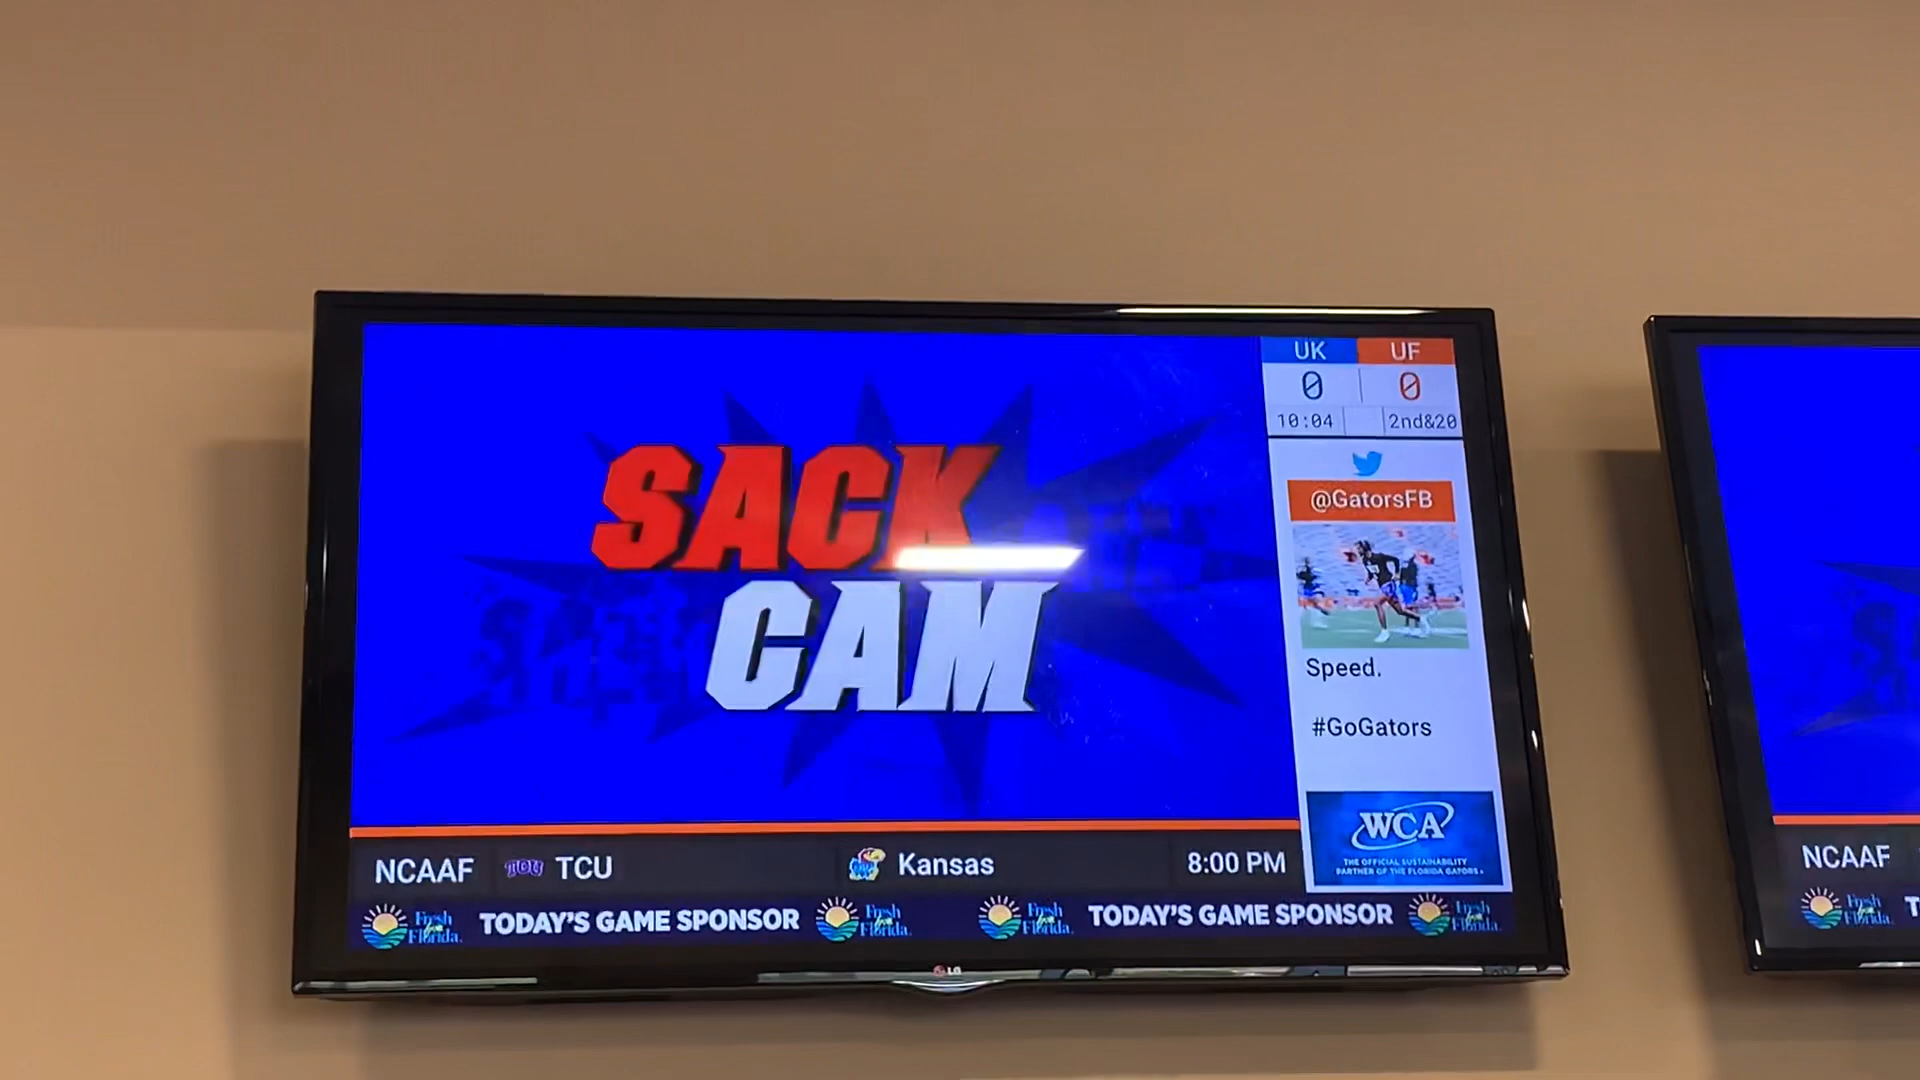 SACK
CAM
UK UF
0 0
10:04 2nd&20
@GatorsFB
Speed.
#GoGators
WCA
THE OFFICIAL SUSTAINABILITY
PARTNER OF THE FLORIDA GATORS
NCAAF TCU TCU Kansas 8:00 PM
Fresh from Florida. TODAY'S GAME SPONSOR Fresh from Florida. Fresh from Florida. TODAY'S GAME SPONSOR Fresh from Florida.
LG
NCAAF
Fresh from Florida. T